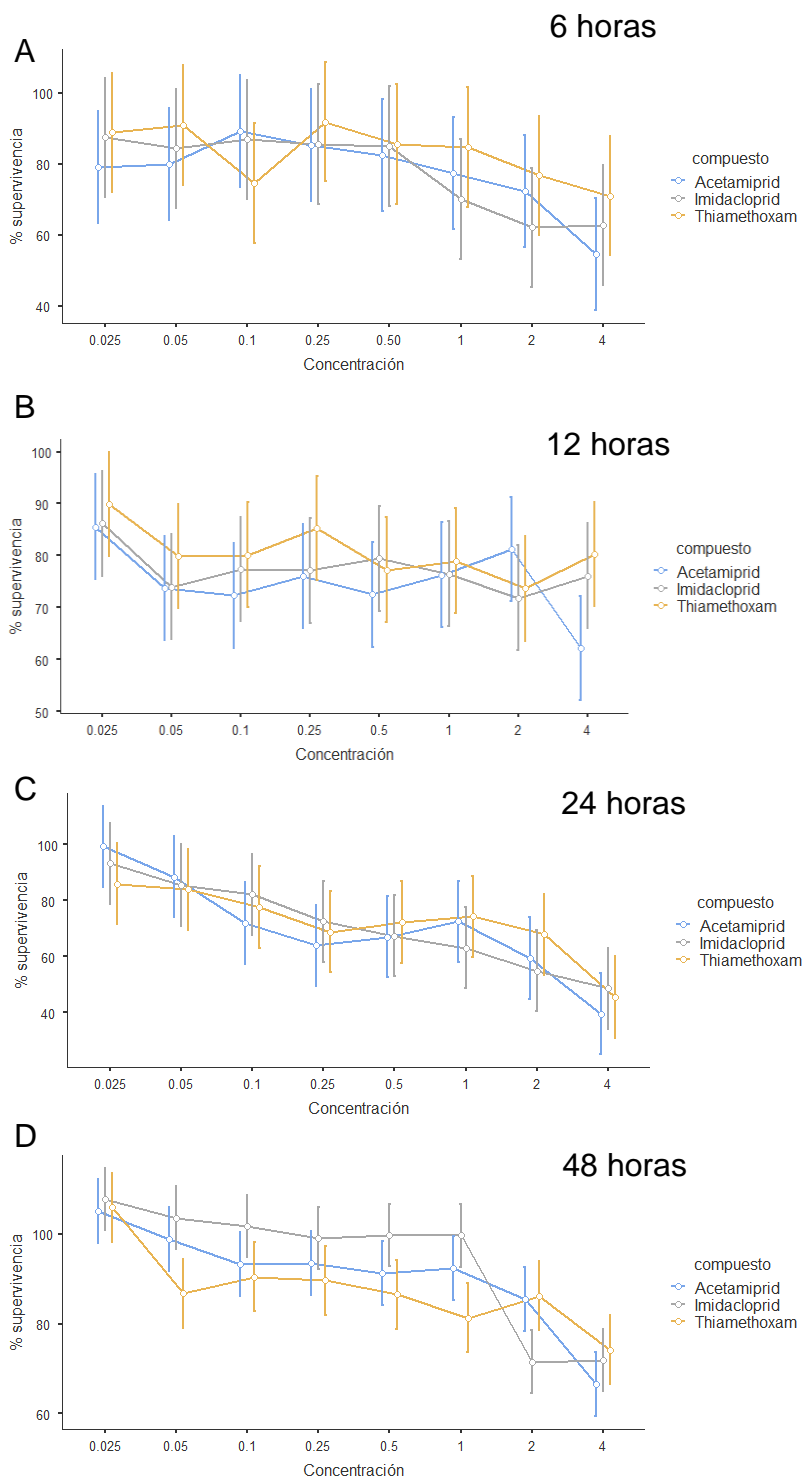 6 horas
A
100
80
60
40
% supervivencia
0.025 0.05 0.1 0.25 0.50 1 2 4
Concentración
compuesto
Acetamiprid
Imidacloprid
Thiamethoxam
B
12 horas
100
90
80
70
60
50
% supervivencia
0.025 0.05 0.1 0.25 0.5 1 2 4
Concentración
compuesto
Acetamiprid
Imidacloprid
Thiamethoxam
C
24 horas
100
80
60
40
% supervivencia
0.025 0.05 0.1 0.25 0.5 1 2 4
Concentración
compuesto
Acetamiprid
Imidacloprid
Thiamethoxam
D
48 horas
100
80
60
% supervivencia
0.025 0.05 0.1 0.25 0.5 1 2 4
Concentración
compuesto
Acetamiprid
Imidacloprid
Thiamethoxam